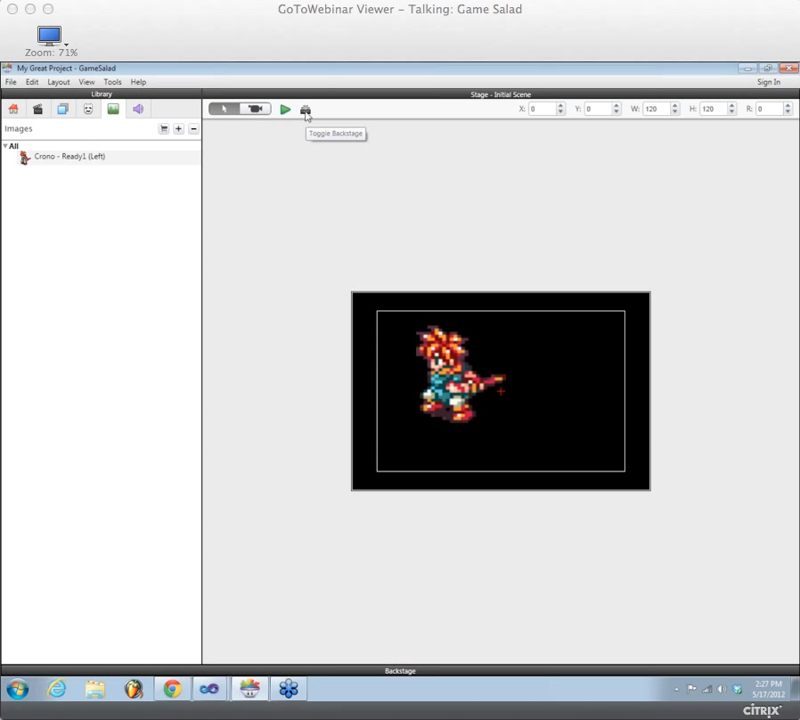 GoToWebinar Viewer – Talking: Game Salad
Zoom: 71%
My Great Project - GameSalad
File Edit Layout View Tools Help Sign In
Library Stage - Initial Scene
X: 0 Y: 0 W: 120 H: 120 R: 0
Images
Toggle Backstage
All
Crono - Ready1 (Left)
Backstage
2:27 PM
5/17/2012
CITRIX